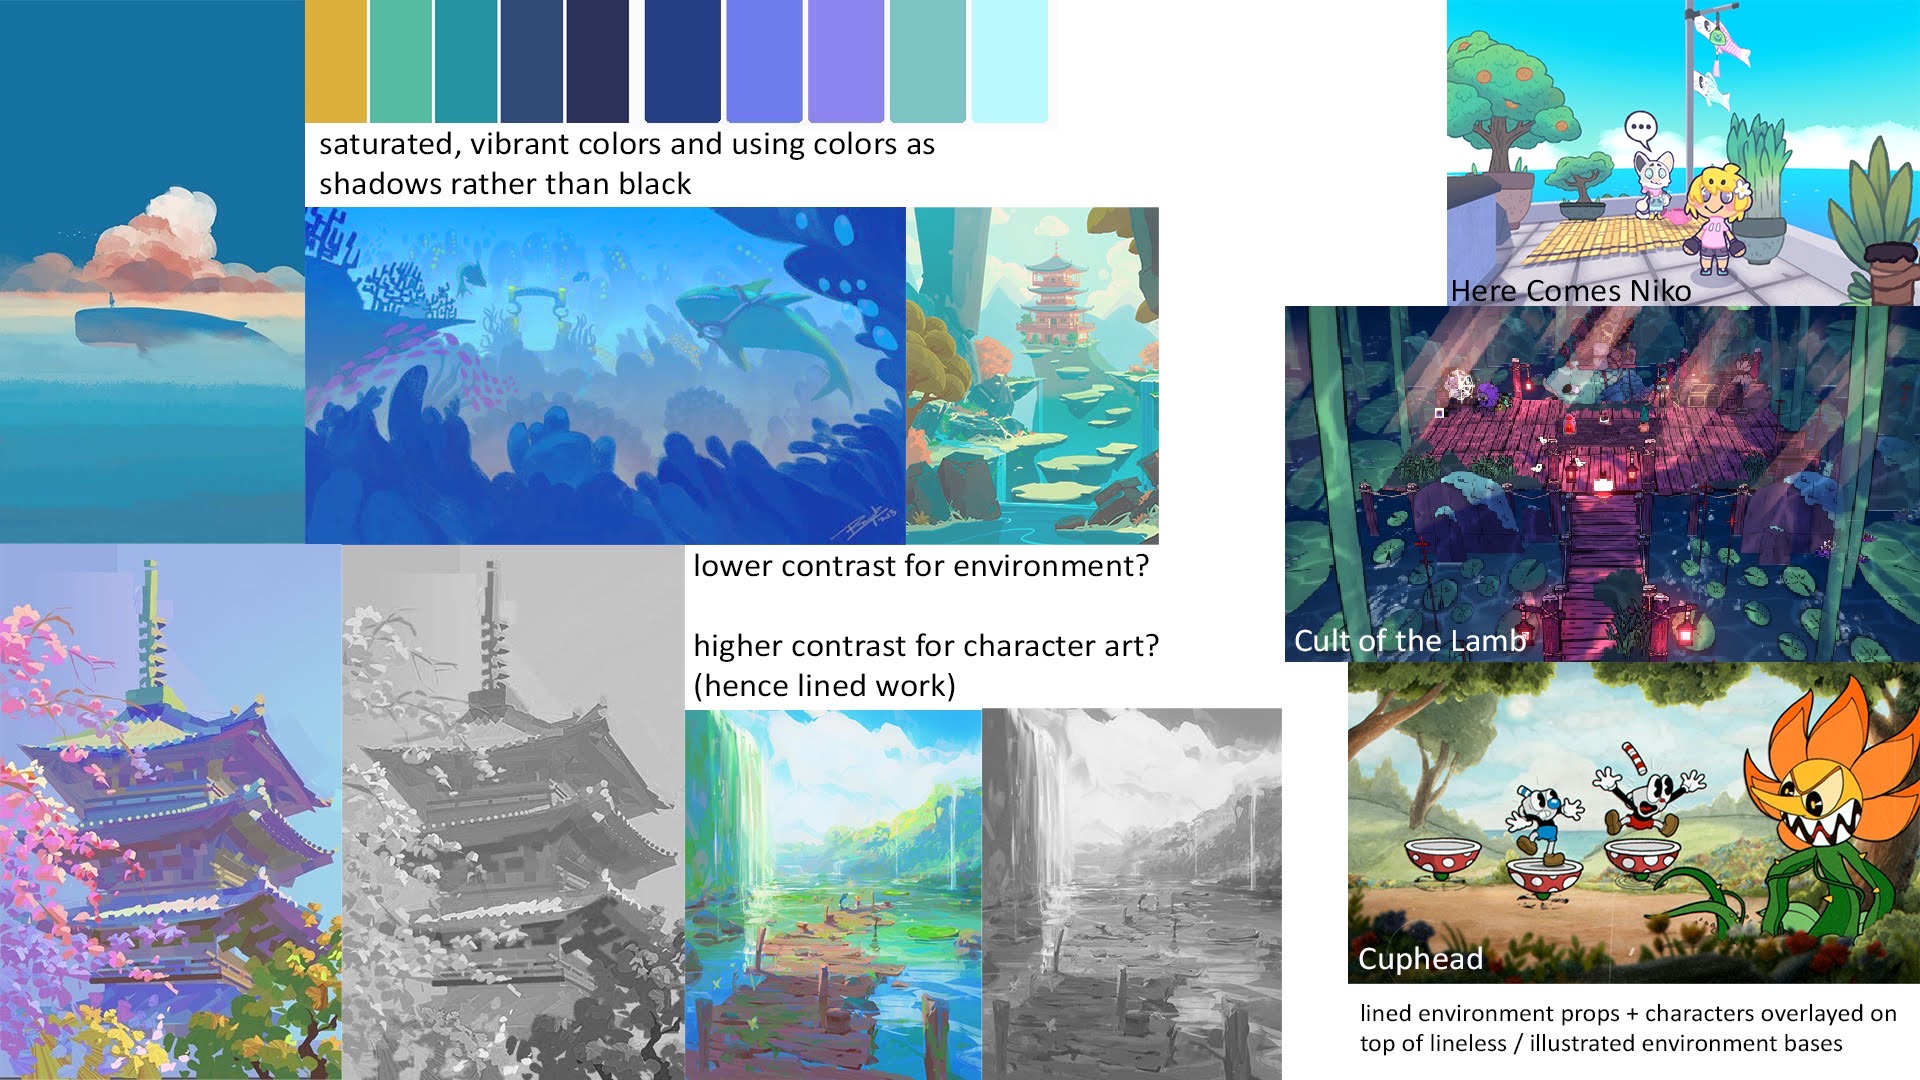 saturated, vibrant colors and using colors as
shadows rather than black
lower contrast for environment?
higher contrast for character art?
(hence lined work)
Here Comes Niko
Cult of the Lamb
Cuphead
lined environment props + characters overlayed on
top of lineless / illustrated environment bases